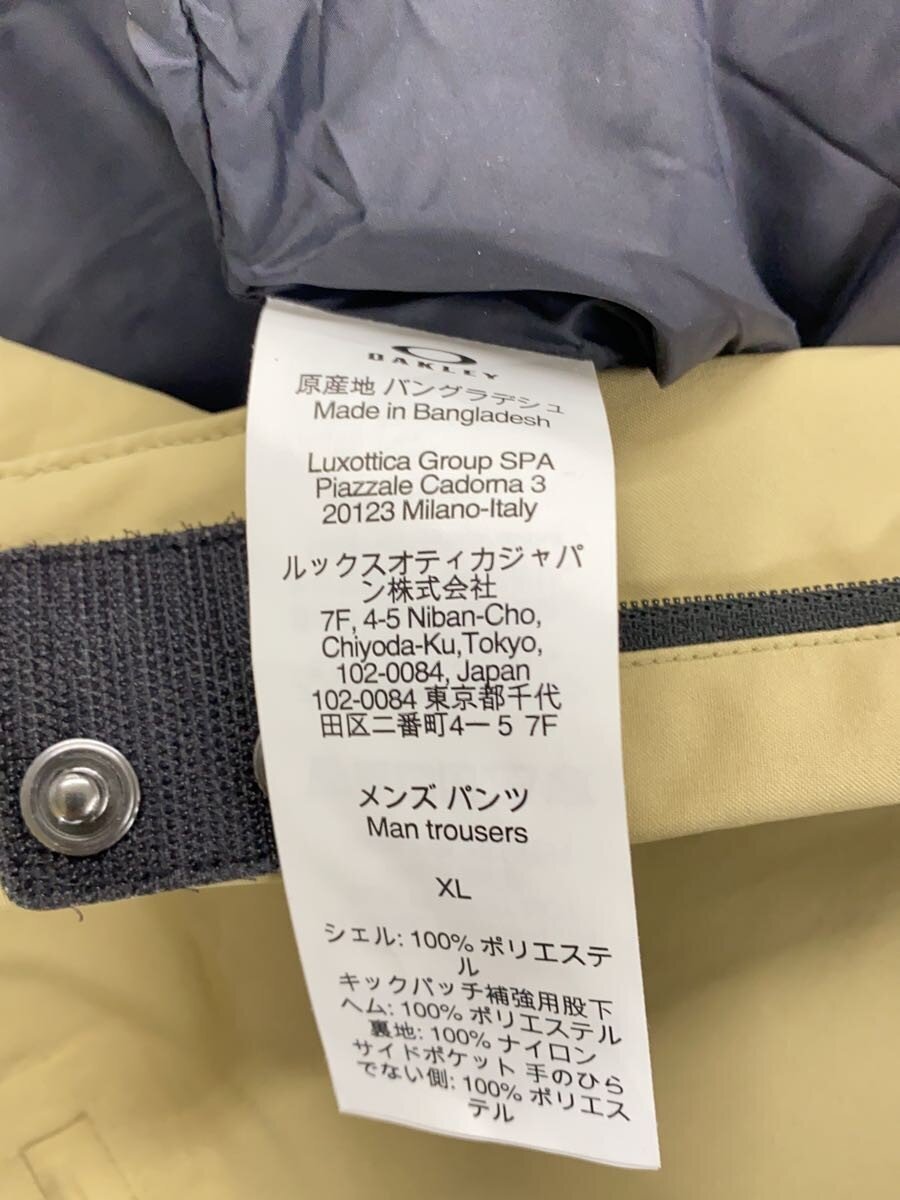 OAKLEY
原産地 バングラデシュ
Made in Bangladesh
Luxottica Group SPA
Piazzale Cadorna 3
20123 Milano-Italy
ルックスオティカジャパ
ン株式会社
7F, 4-5 Niban-Cho,
Chiyoda-Ku,Tokyo,
102-0084, Japan
102-0084 東京都千代
田区二番町4ー5 7F
メンズ パンツ
Man trousers
XL
シェル: 100% ポリエステ
ル
キックパッチ補強用股下
ヘム: 100% ポリエステル
裏地: 100% ナイロン
サイドポケット 手のひら
でない側: 100% ポリエス
テル